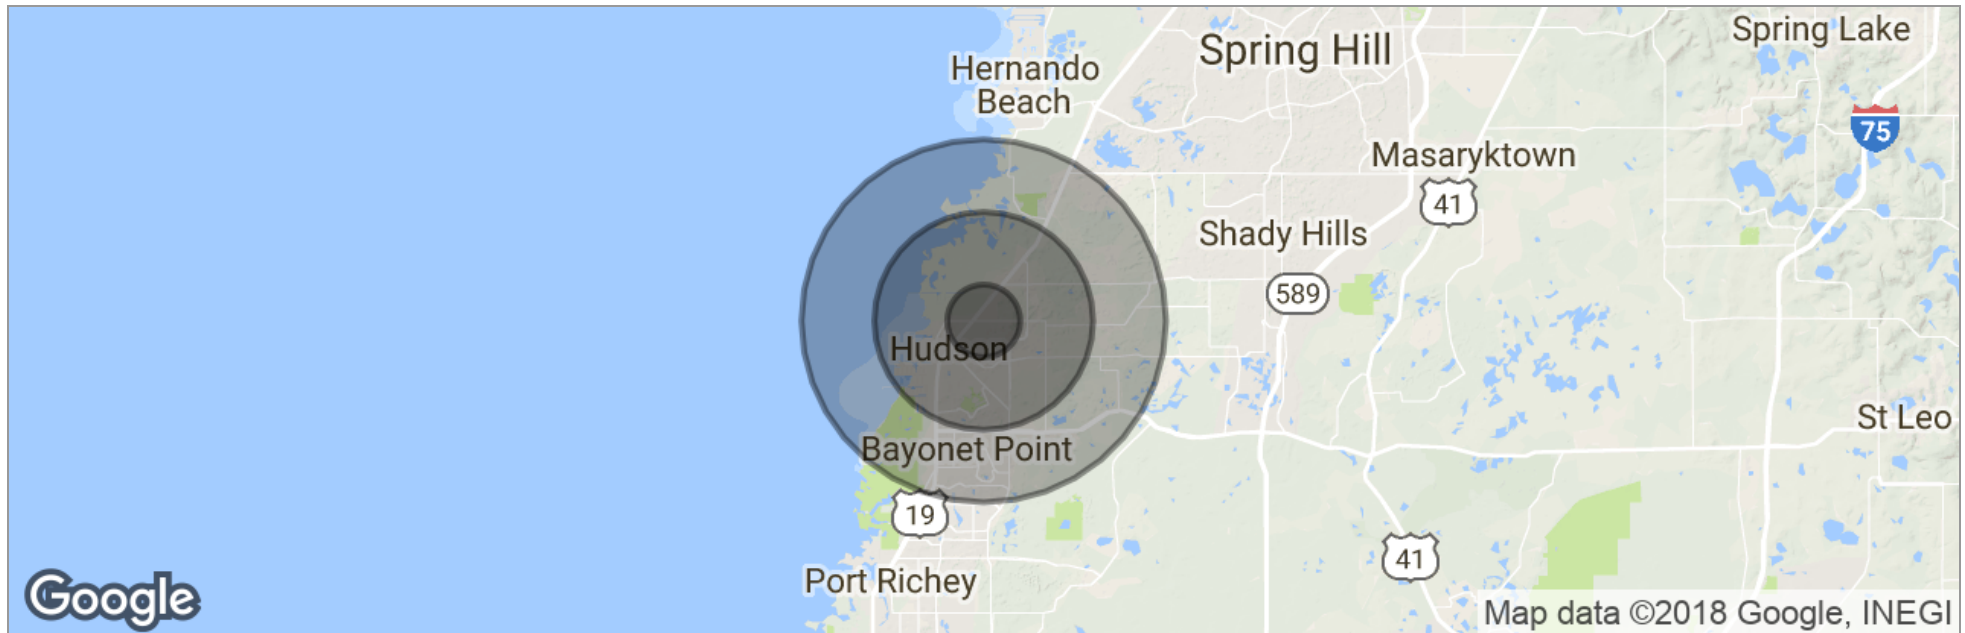 Spring Lake
Spring Hill
Hernando
Beach
75
Masaryktown
41
Shady Hills
589
Hudson
St Leo
Bayonet Point
19
41
Port Richey
Google
Map data ©2018 Google, INEGI